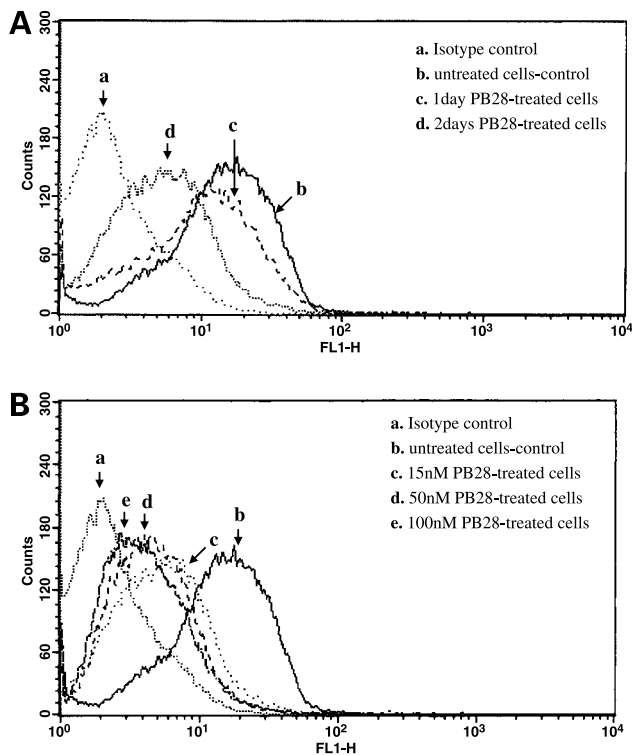 A
300
240
180
120
60
0
Counts
a
d
c
b
a. Isotype control
b. untreated cells-control
c. 1day PB28-treated cells
d. 2days PB28-treated cells
10⁰
10¹
10²
10³
10⁴
FL1-H
B
300
240
180
120
60
0
Counts
a
e
d
c
b
a. Isotype control
b. untreated cells-control
c. 15nM PB28-treated cells
d. 50nM PB28-treated cells
e. 100nM PB28-treated cells
10⁰
10¹
10²
10³
10⁴
FL1-H